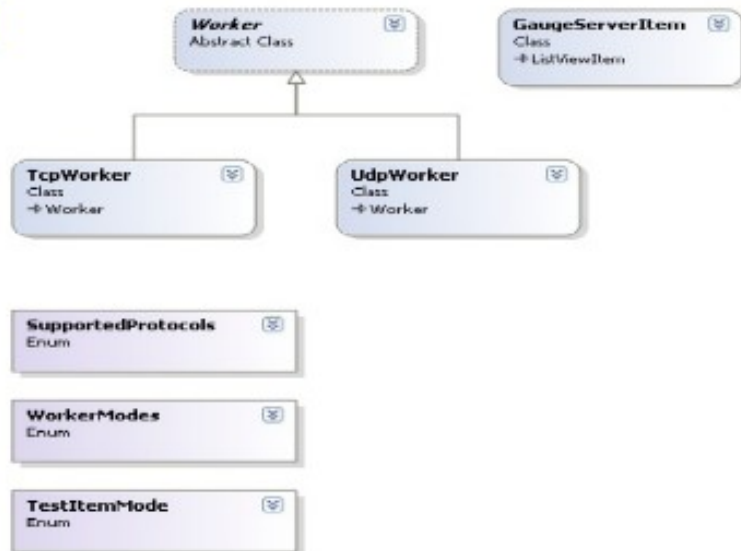 Worker
Abstract Class
GaugeServerItem
Class
ListViewItem
TcpWorker
Class
Worker
UdpWorker
Class
Worker
SupportedProtocols
Enum
WorkerModes
Enum
TestItemMode
Enum